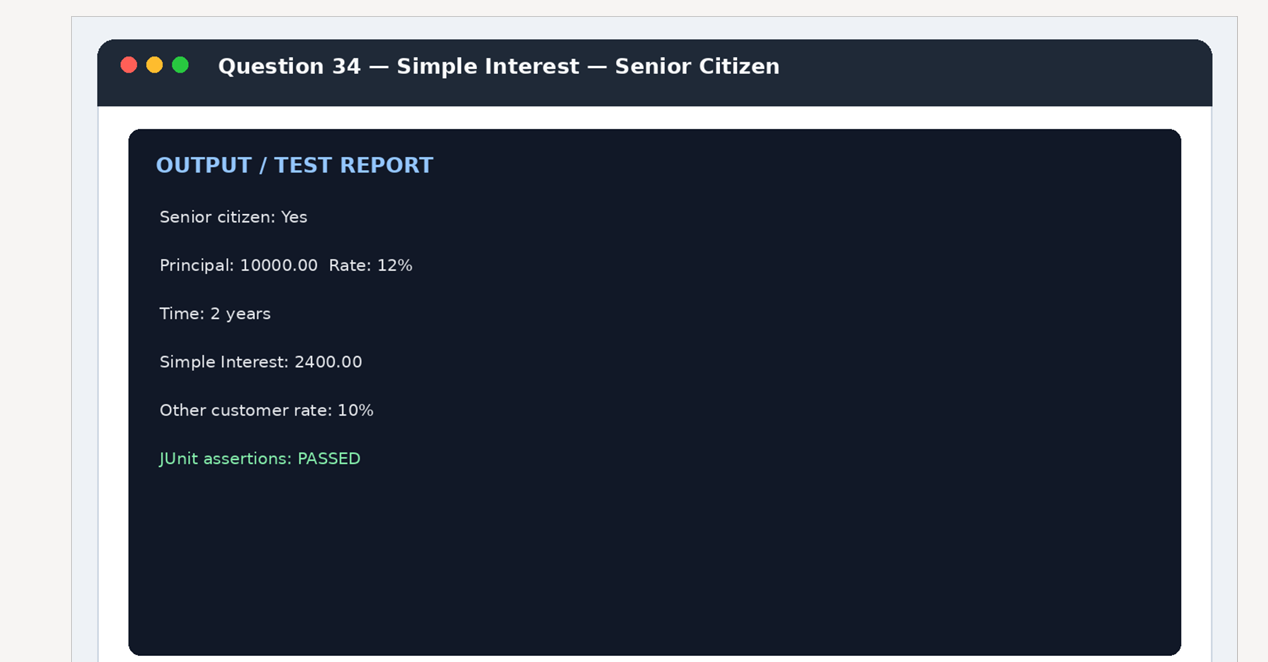 Question 34 — Simple Interest — Senior Citizen
OUTPUT / TEST REPORT
Senior citizen: Yes
Principal: 10000.00  Rate: 12%
Time: 2 years
Simple Interest: 2400.00
Other customer rate: 10%
JUnit assertions: PASSED